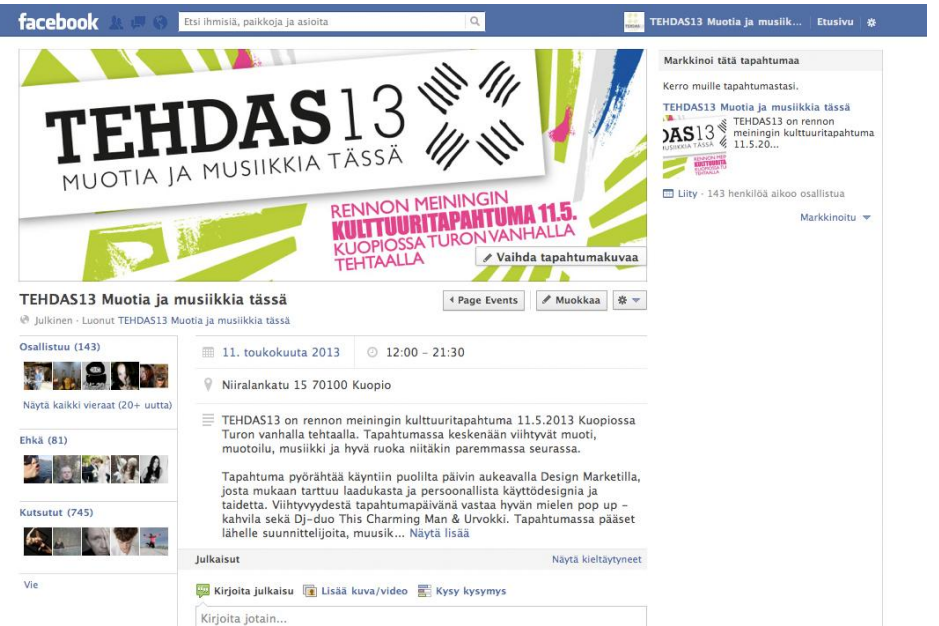 facebook
Etsi ihmisiä, paikkoja ja asioita
TEHDAS13 Muotia ja musiik...
Etusivu
TEHDAS13
MUOTIA JA MUSIIKKIA TÄSSÄ
RENNON MEININGIN
KULTTUURITAPAHTUMA 11.5.
KUOPIOSSA TURON VANHALLA
TEHTAALLA
Vaihda tapahtumakuvaa
TEHDAS13 Muotia ja musiikkia tässä
Page Events
Muokkaa
Julkinen · Luonut TEHDAS13 Muotia ja musiikkia tässä
Osallistuu (143)
Näytä kaikki vieraat (20+ uutta)
Ehkä (81)
Kutsutut (745)
Vie
11. toukokuuta 2013
12:00 – 21:30
Niiralankatu 15 70100 Kuopio
TEHDAS13 on rennon meiningin kulttuuritapahtuma 11.5.2013 Kuopiossa
Turon vanhalla tehtaalla. Tapahtumassa keskenään viihtyvät muoti,
muotoilu, musiikki ja hyvä ruoka niitäkin paremmassa seurassa.
Tapahtuma pyörähtää käyntiin puolilta päivin aukeavalla Design Marketilla,
josta mukaan tarttuu laadukasta ja persoonallista käyttödesignia ja
taidetta. Viihtyvyydestä tapahtumapäivänä vastaa hyvän mielen pop up –
kahvila sekä Dj-duo This Charming Man & Urvokki. Tapahtumassa pääset
lähelle suunnittelijoita, muusik... Näytä lisää
Julkaisut
Näytä kieltäytyneet
Kirjoita julkaisu
Lisää kuva/video
Kysy kysymys
Kirjoita jotain...
Markkinoi tätä tapahtumaa
Kerro muille tapahtumastasi.
TEHDAS13 Muotia ja musiikkia tässä
DAS13
TEHDAS13 on rennon
meiningin kulttuuritapahtuma
11.5.20...
Liity · 143 henkilöä aikoo osallistua
Markkinoitu